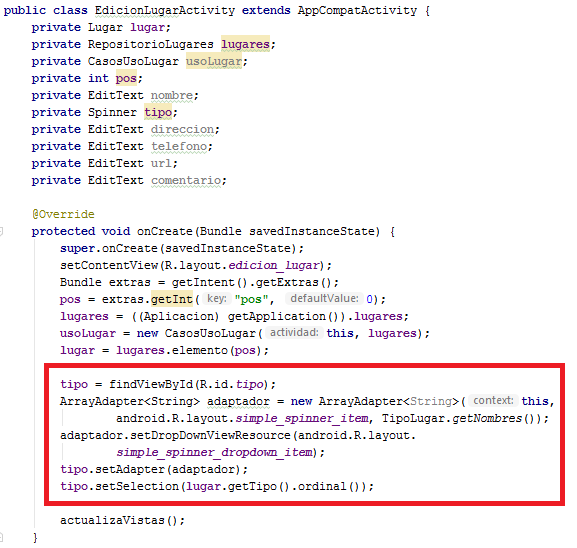 public class EdicionLugarActivity extends AppCompatActivity {
private Lugar lugar;
private RepositorioLugares lugares;
private CasosUsoLugar usoLugar;
private int pos;
private EditText nombre;
private Spinner tipo;
private EditText direccion;
private EditText telefono;
private EditText url;
private EditText comentario;
@Override
protected void onCreate(Bundle savedInstanceState) {
super.onCreate(savedInstanceState);
setContentView(R.layout.edicion_lugar);
Bundle extras = getIntent().getExtras();
pos = extras.getInt( key: "pos", defaultValue: 0);
lugares = ((Aplicacion) getApplication()).lugares;
usoLugar = new CasosUsoLugar( actividad: this, lugares);
lugar = lugares.elemento(pos);
tipo = findViewById(R.id.tipo);
ArrayAdapter<String> adaptador = new ArrayAdapter<String>( context: this,
android.R.layout.simple_spinner_item, TipoLugar.getNombres());
adaptador.setDropDownViewResource(android.R.layout.
simple_spinner_dropdown_item);
tipo.setAdapter(adaptador);
tipo.setSelection(lugar.getTipo().ordinal());
actualizaVistas();
}